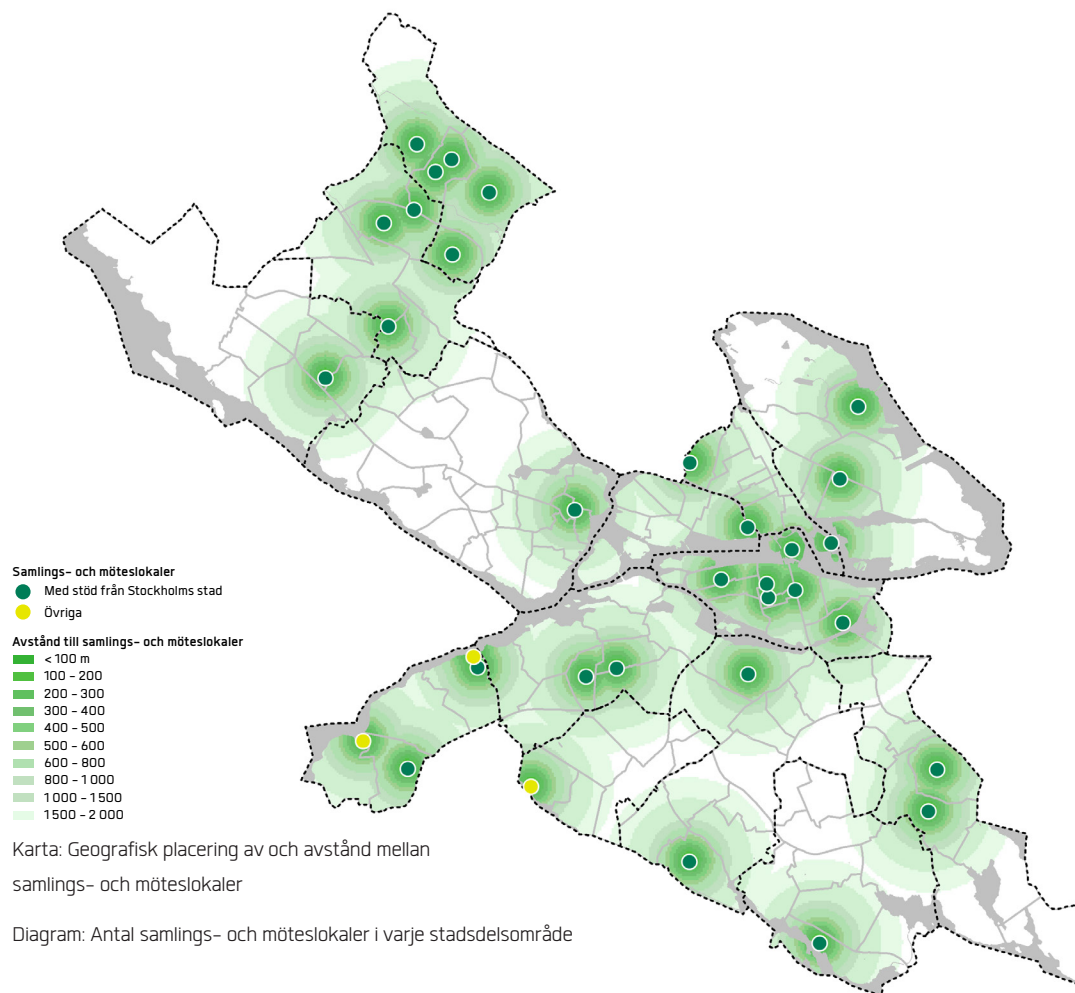 Samlings- och möteslokaler
Med stöd från Stockholms stad
Övriga
Avstånd till samlings- och möteslokaler
< 100 m
100 - 200
200 - 300
300 - 400
400 - 500
500 - 600
600 - 800
800 - 1 000
1 000 - 1 500
1 500 - 2 000
Karta: Geografisk placering av och avstånd mellan
samlings- och möteslokaler
Diagram: Antal samlings- och möteslokaler i varje stadsdelsområde